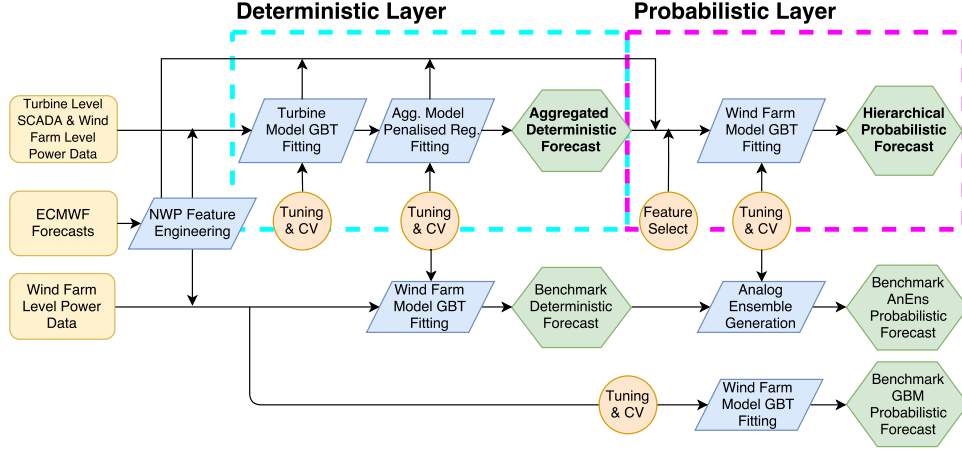 Deterministic Layer
Probabilistic Layer
Turbine Level
SCADA & Wind
Farm Level
Power Data
Turbine
Model GBT
Fitting
Agg. Model
Penalised Reg.
Fitting
Aggregated
Deterministic
Forecast
Wind Farm
Model GBT
Fitting
Hierarchical
Probabilistic
Forecast
ECMWF
Forecasts
NWP Feature
Engineering
Tuning
& CV
Tuning
& CV
Feature
Select
Tuning
& CV
Wind Farm
Level Power
Data
Wind Farm
Model GBT
Fitting
Benchmark
Deterministic
Forecast
Analog
Ensemble
Generation
Benchmark
AnEns
Probabilistic
Forecast
Tuning
& CV
Wind Farm
Model GBT
Fitting
Benchmark
GBM
Probabilistic
Forecast